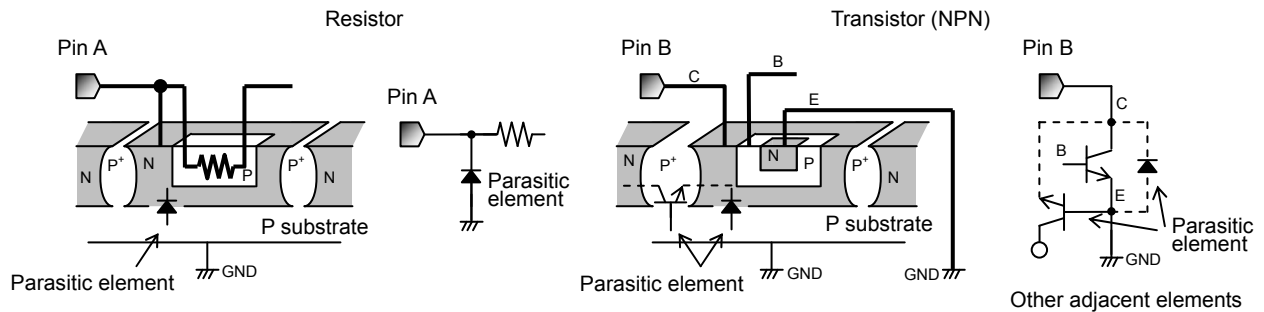 Resistor
Pin A
N
P⁺
N
P
P⁺
N
P substrate
Parasitic element
GND
Pin A
Parasitic
element
Transistor (NPN)
Pin B
C
B
E
N
P⁺
N
N
P
P⁺
N
P substrate
Parasitic element
GND
GND
Pin B
C
B
E
Parasitic
element
GND
Other adjacent elements